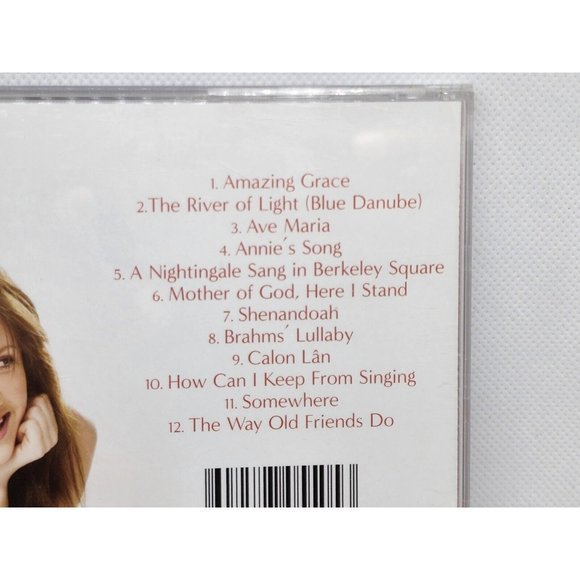 1. Amazing Grace
2.The River of Light (Blue Danube)
3. Ave Maria
4. Annie´s Song
5. A Nightingale Sang in Berkeley Square
6. Mother of God, Here I Stand
7. Shenandoah
8. Brahms´ Lullaby
9. Calon Lân
10. How Can I Keep From Singing
11. Somewhere
12. The Way Old Friends Do